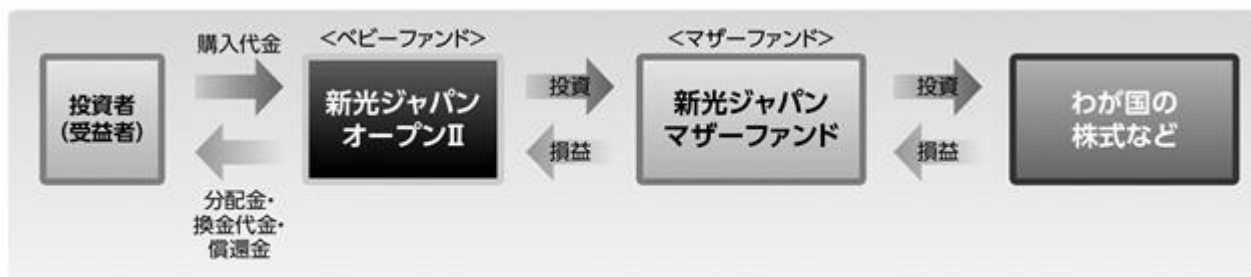 購入代金
<ベビーファンド>
<マザーファンド>
投資者
(受益者)
新光ジャパン
オープンⅡ
投資
損益
新光ジャパン
マザーファンド
投資
損益
わが国の
株式など
分配金・
換金代金・
償還金